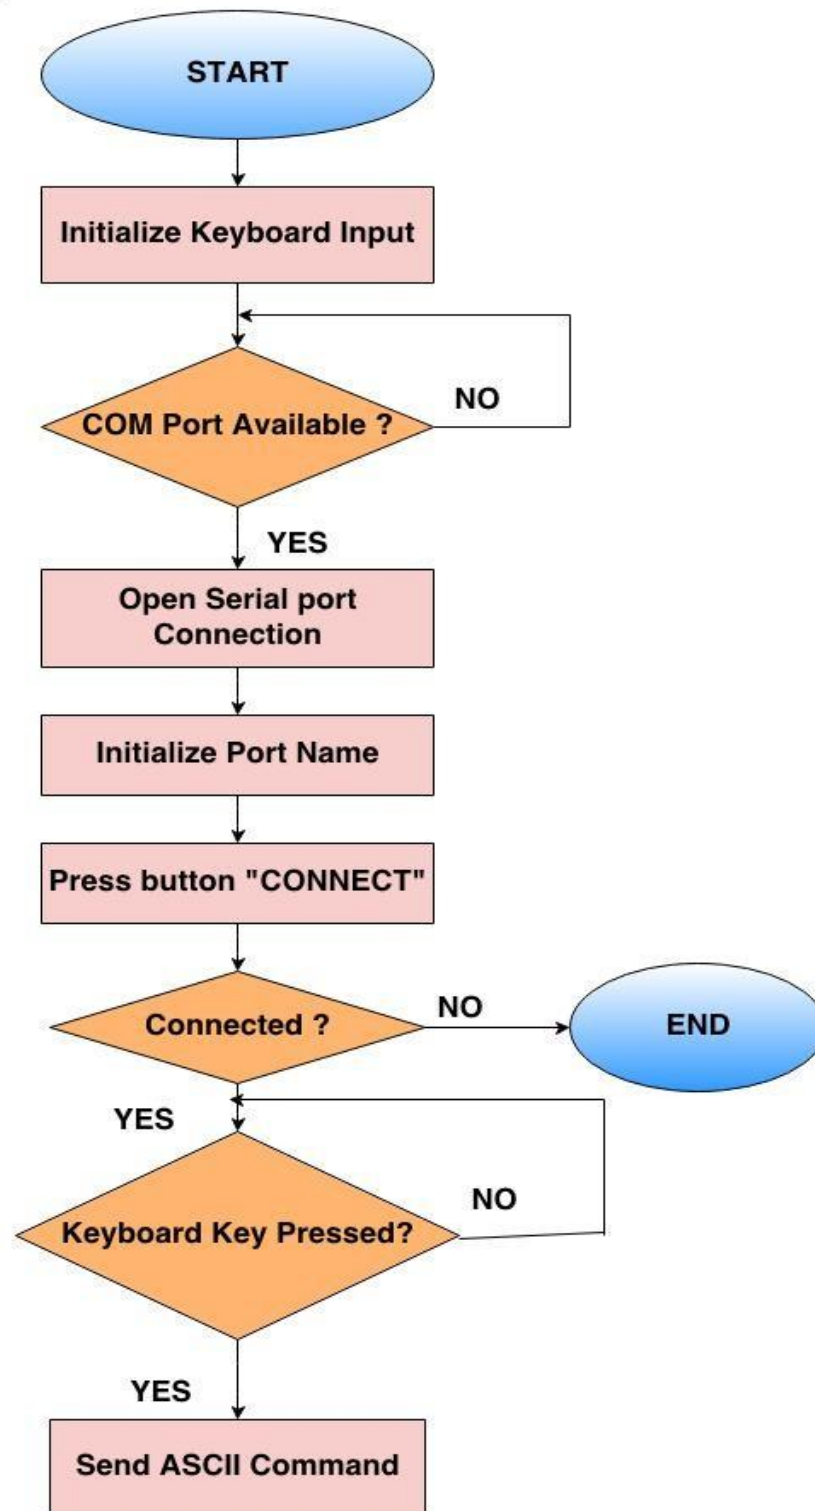 START
Initialize Keyboard Input
COM Port Available ?
NO
YES
Open Serial port
Connection
Initialize Port Name
Press button "CONNECT"
Connected ?
NO
END
YES
Keyboard Key Pressed?
NO
YES
Send ASCII Command